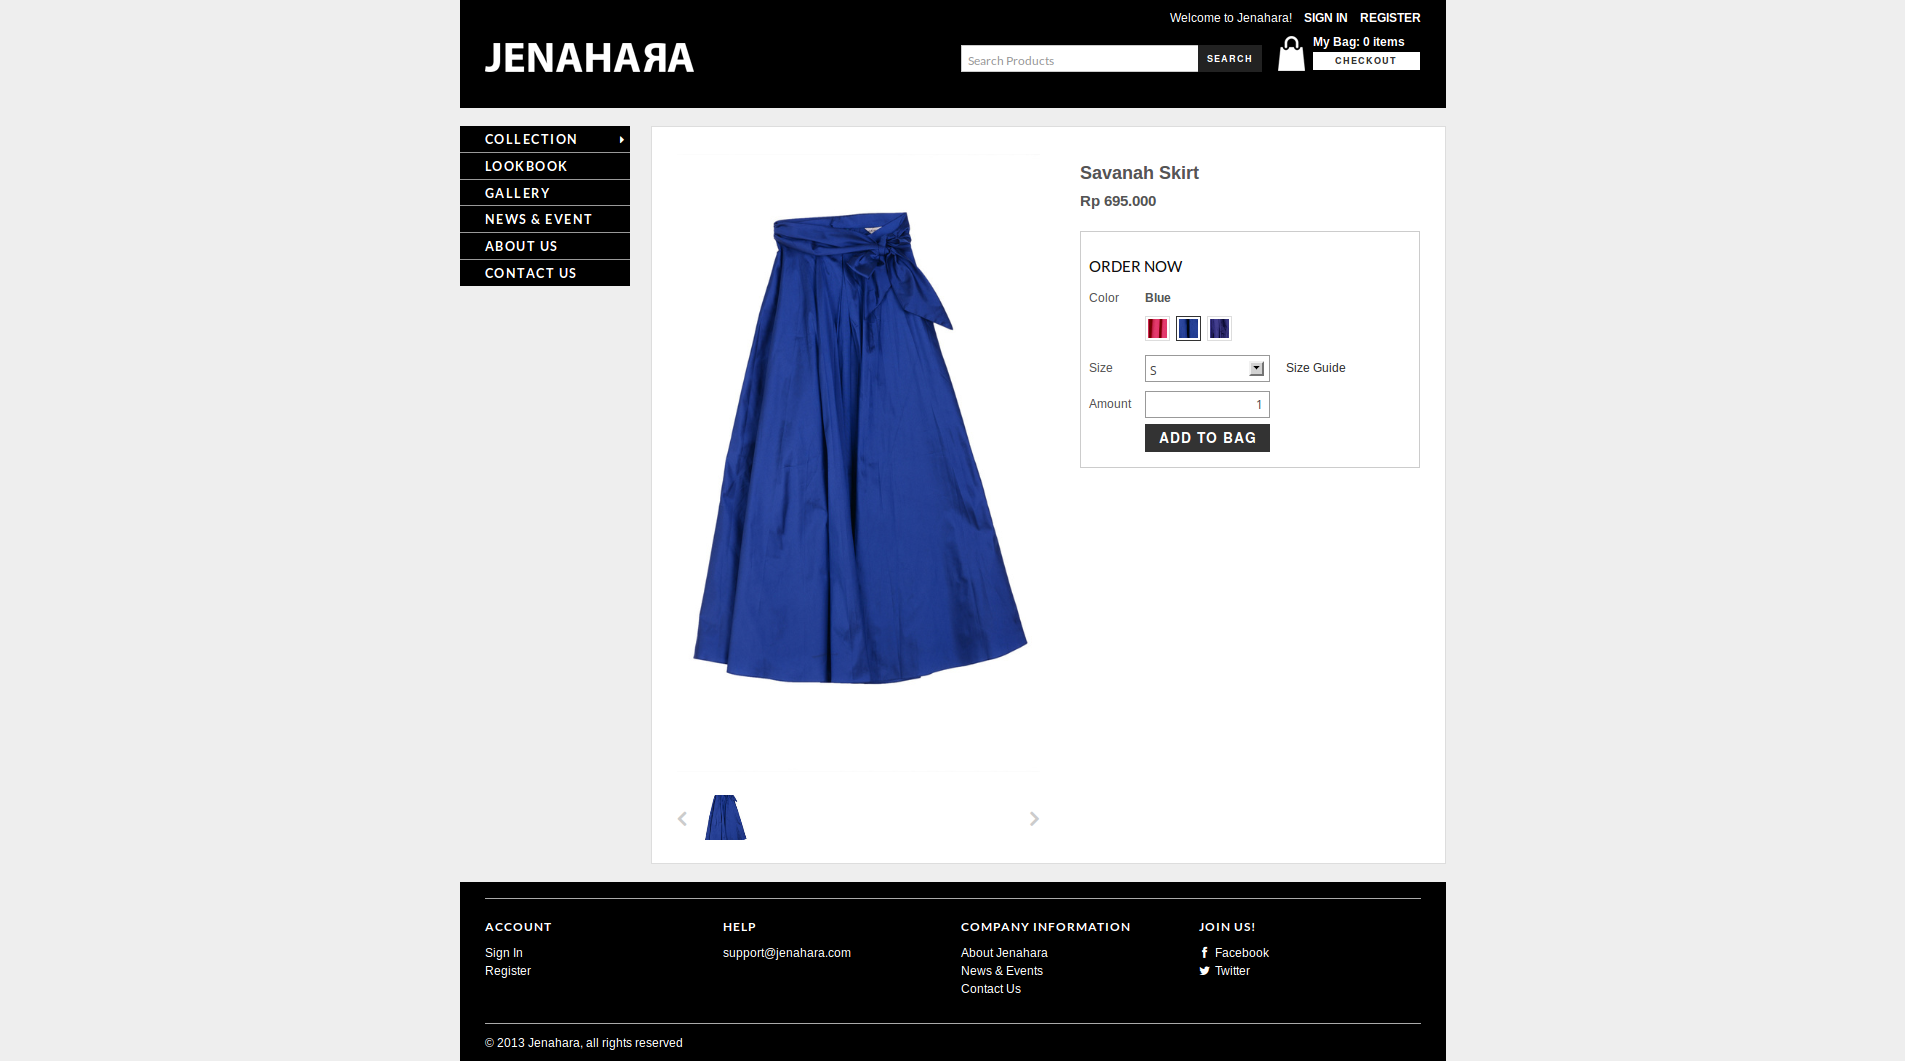 Welcome to Jenahara! SIGN IN REGISTER
JENAHARA
Search Products SEARCH
My Bag: 0 items
CHECKOUT
COLLECTION
LOOKBOOK
GALLERY
NEWS & EVENT
ABOUT US
CONTACT US
Savanah Skirt
Rp 695.000
ORDER NOW
Color Blue
Size S Size Guide
Amount 1
ADD TO BAG
ACCOUNT
Sign In
Register
HELP
support@jenahara.com
COMPANY INFORMATION
About Jenahara
News & Events
Contact Us
JOIN US!
Facebook
Twitter
© 2013 Jenahara, all rights reserved